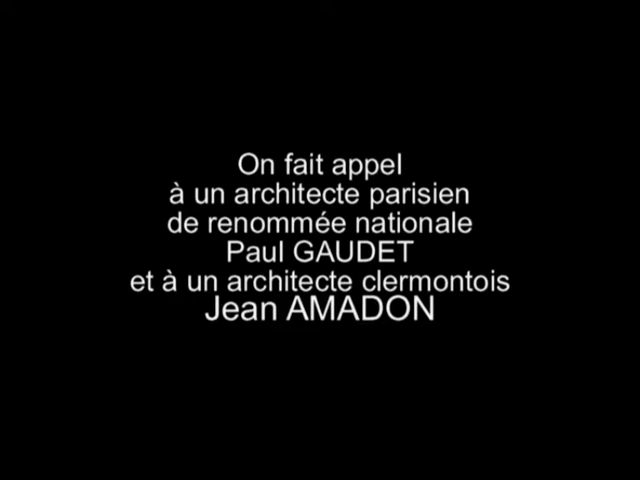 On fait appel
à un architecte parisien
de renommée nationale
Paul GAUDET
et à un architecte clermontois
Jean AMADON